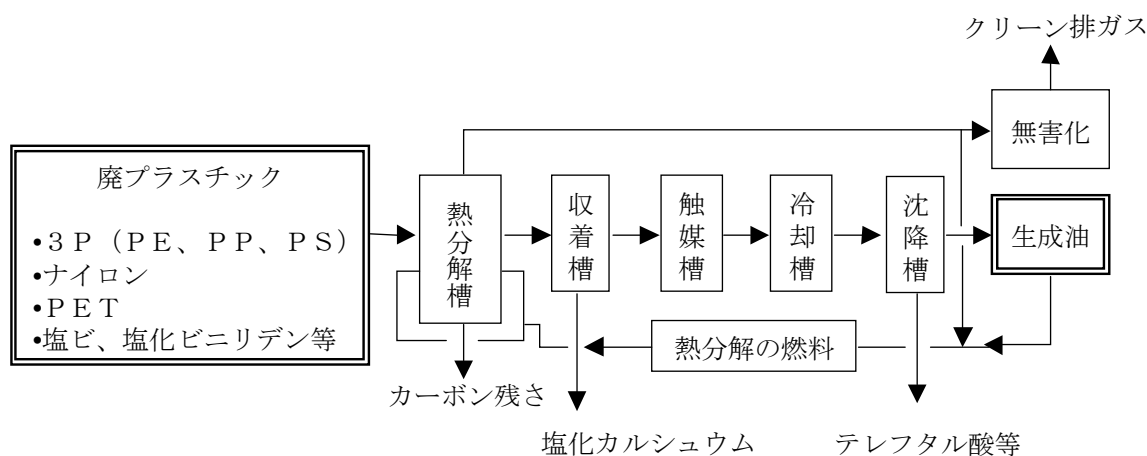 クリーン排ガス
無害化
廃プラスチック
•３Ｐ（ＰＥ、ＰＰ、ＰＳ）
•ナイロン
•ＰＥＴ
•塩ビ、塩化ビニリデン等
熱分解槽
収着槽
触媒槽
冷却槽
沈降槽
生成油
熱分解の燃料
カーボン残さ
塩化カルシュウム
テレフタル酸等